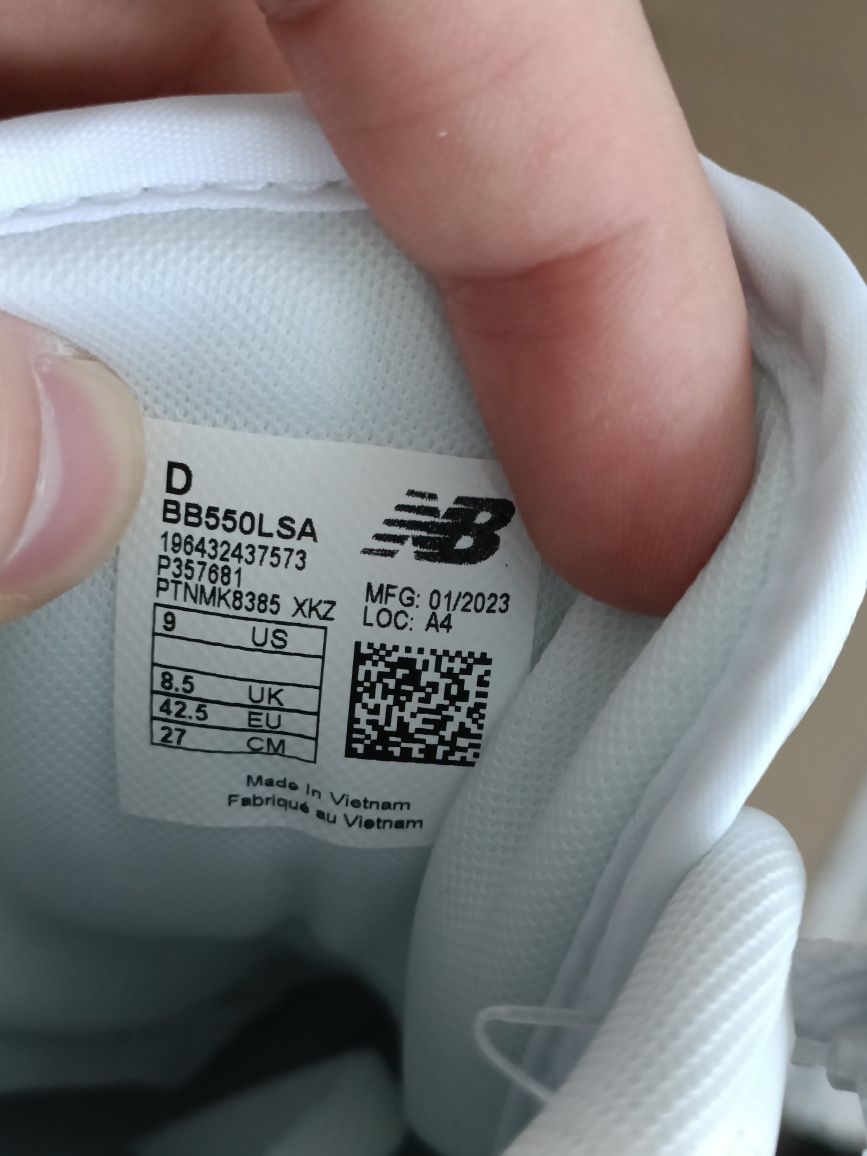 D
BB550LSA
196432437573
P357681
PTNMK8385 XKZ
9 US
8.5 UK
42.5 EU
27 CM
NB
MFG: 01/2023
LOC: A4
Made In Vietnam
Fabriqué au Vietnam